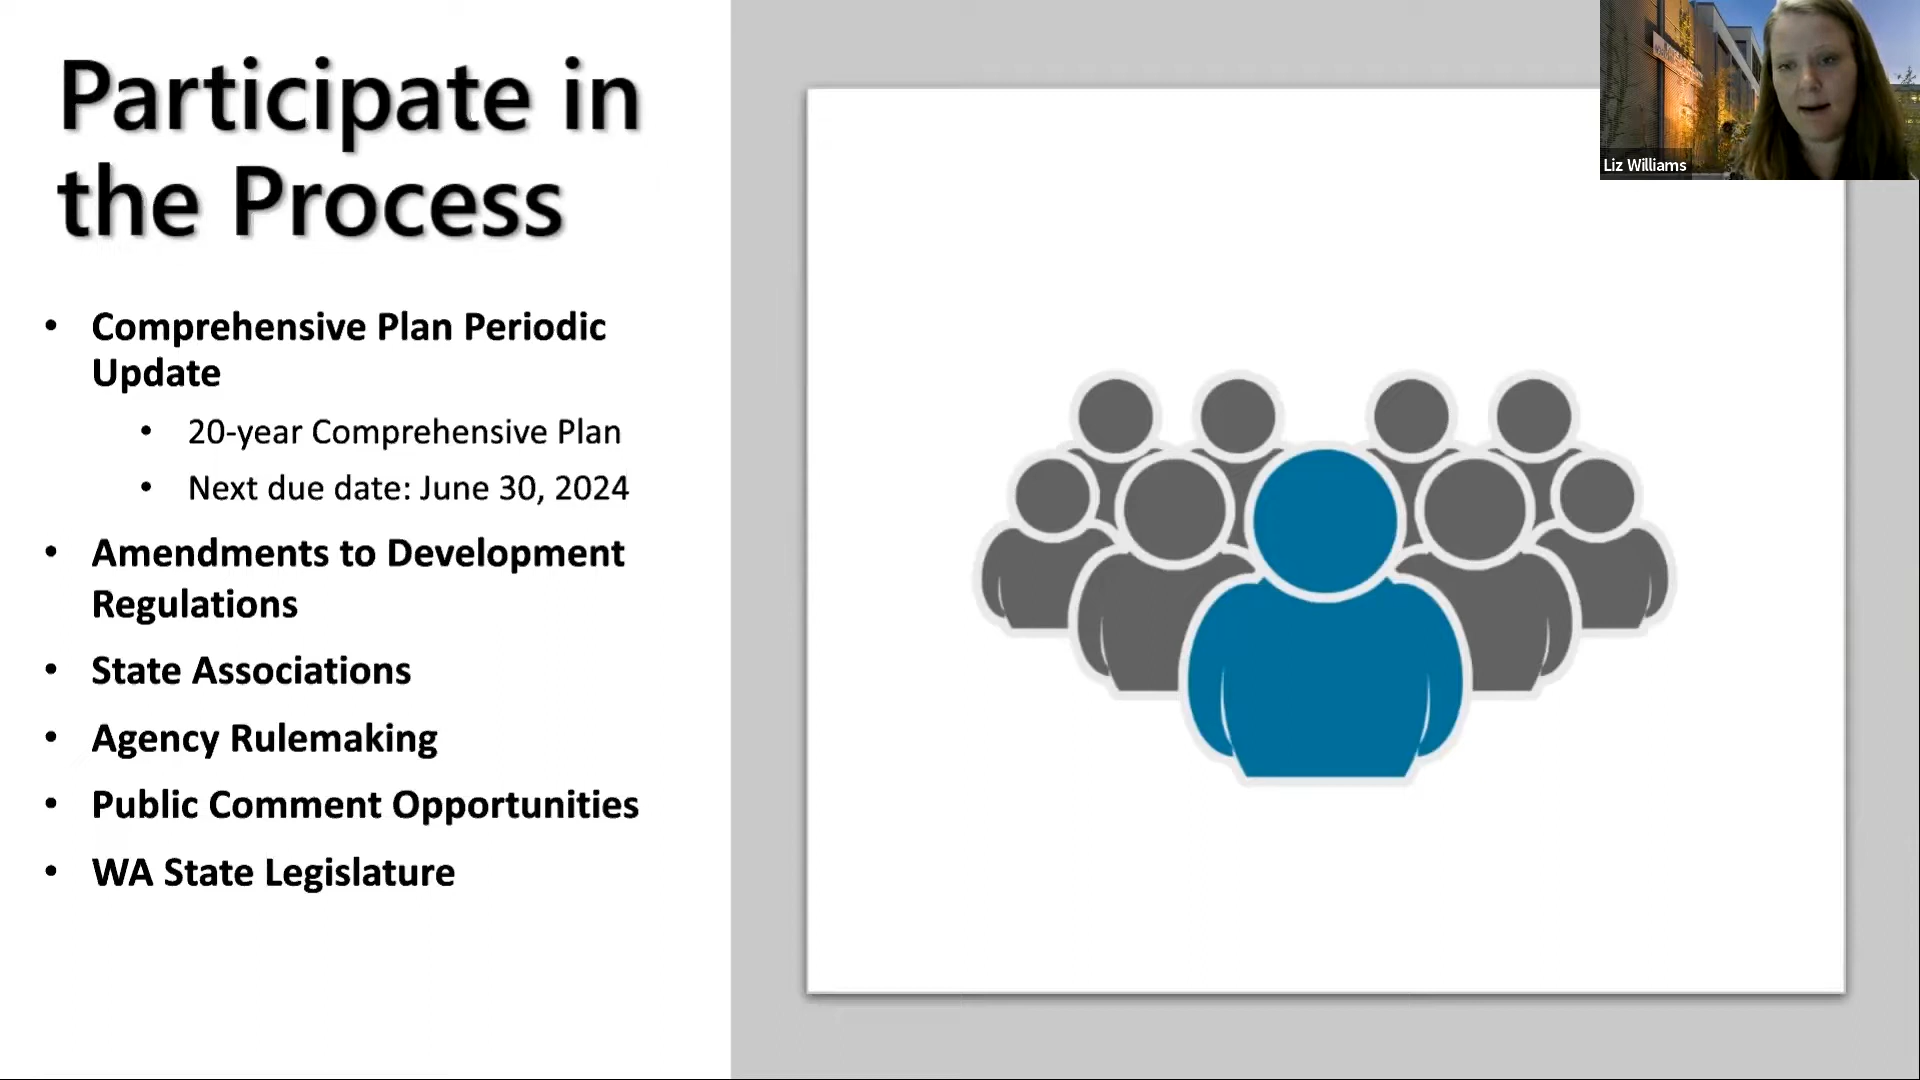 Participate in
the Process
• Comprehensive Plan Periodic
Update
• 20-year Comprehensive Plan
• Next due date: June 30, 2024
• Amendments to Development
Regulations
• State Associations
• Agency Rulemaking
• Public Comment Opportunities
• WA State Legislature
Liz Williams